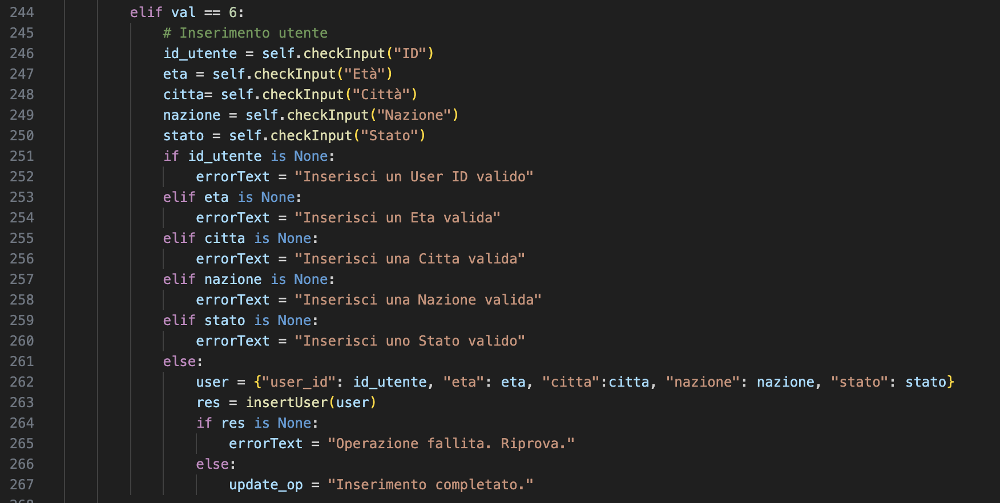 244 elif val == 6:
245 # Inserimento utente
246 id_utente = self.checkInput("ID")
247 eta = self.checkInput("Età")
248 citta= self.checkInput("Città")
249 nazione = self.checkInput("Nazione")
250 stato = self.checkInput("Stato")
251 if id_utente is None:
252 errorText = "Inserisci un User ID valido"
253 elif eta is None:
254 errorText = "Inserisci un Eta valida"
255 elif citta is None:
256 errorText = "Inserisci una Citta valida"
257 elif nazione is None:
258 errorText = "Inserisci una Nazione valida"
259 elif stato is None:
260 errorText = "Inserisci uno Stato valido"
261 else:
262 user = {"user_id": id_utente, "eta": eta, "citta":citta, "nazione": nazione, "stato": stato}
263 res = insertUser(user)
264 if res is None:
265 errorText = "Operazione fallita. Riprova."
266 else:
267 update_op = "Inserimento completato."